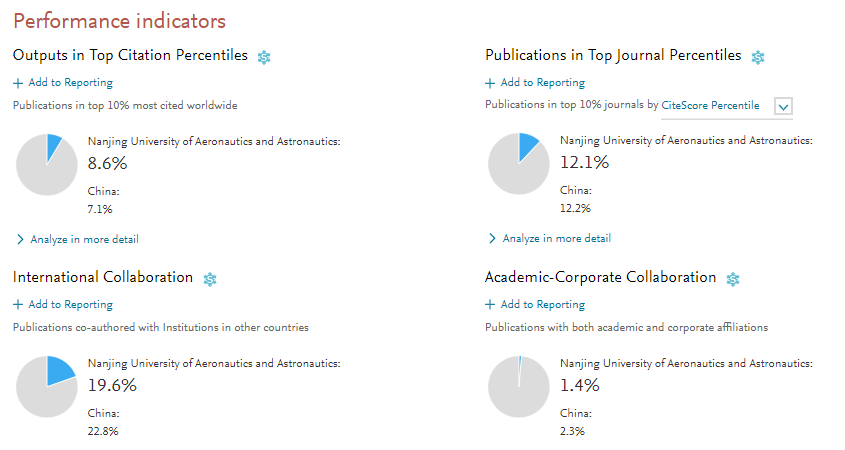 Performance indicators
Outputs in Top Citation Percentiles
+ Add to Reporting
Publications in top 10% most cited worldwide
Nanjing University of Aeronautics and Astronautics:
8.6%
China:
7.1%
Analyze in more detail
Publications in Top Journal Percentiles
+ Add to Reporting
Publications in top 10% journals by CiteScore Percentile
Nanjing University of Aeronautics and Astronautics:
12.1%
China:
12.2%
Analyze in more detail
International Collaboration
+ Add to Reporting
Publications co-authored with Institutions in other countries
Nanjing University of Aeronautics and Astronautics:
19.6%
China:
22.8%
Academic-Corporate Collaboration
+ Add to Reporting
Publications with both academic and corporate affiliations
Nanjing University of Aeronautics and Astronautics:
1.4%
China:
2.3%